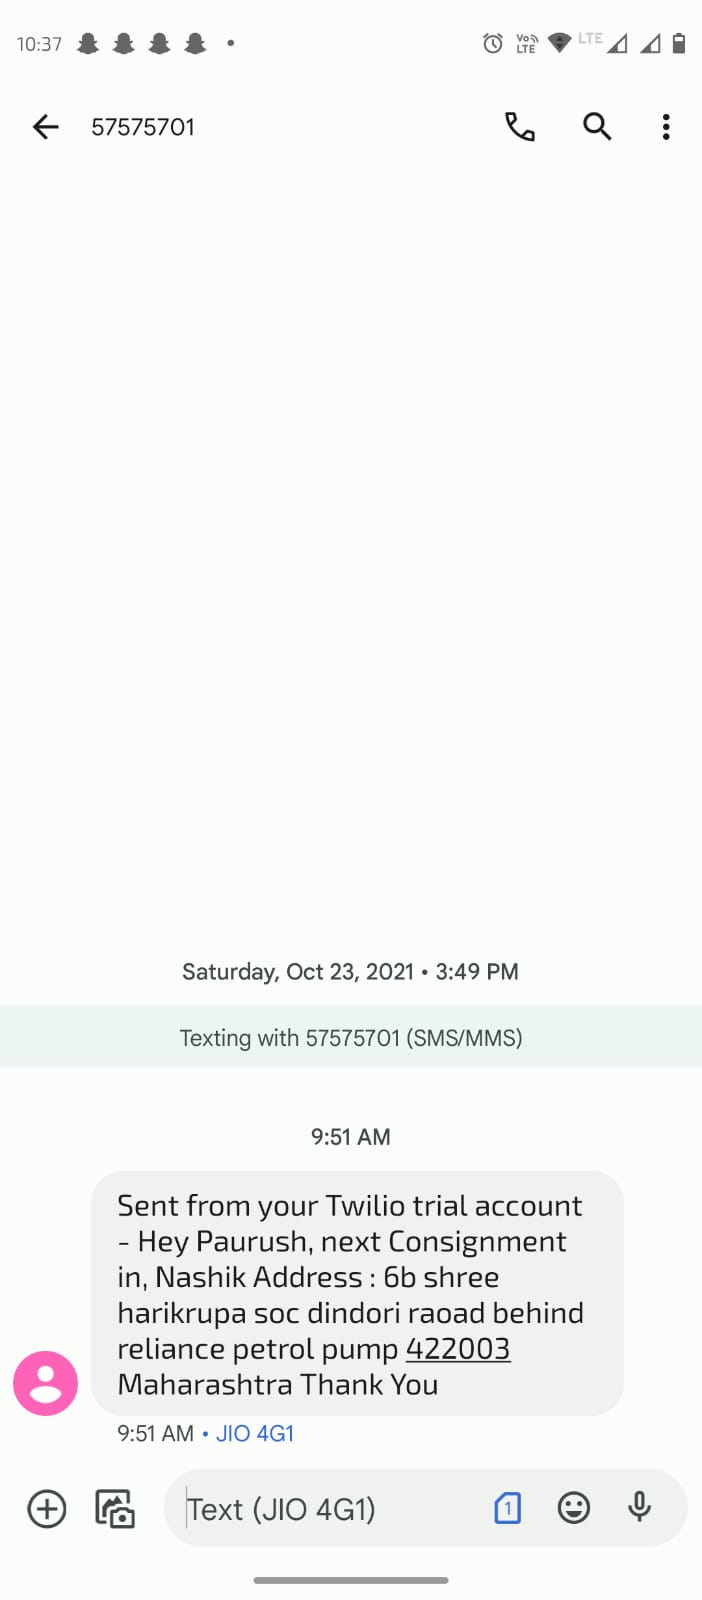 10:37
Vo LTE LTE
57575701
Saturday, Oct 23, 2021 • 3:49 PM
Texting with 57575701 (SMS/MMS)
9:51 AM
Sent from your Twilio trial account
- Hey Paurush, next Consignment
in, Nashik Address : 6b shree
harikrupa soc dindori raoad behind
reliance petrol pump 422003
Maharashtra Thank You
9:51 AM • JIO 4G1
Text (JIO 4G1) 1